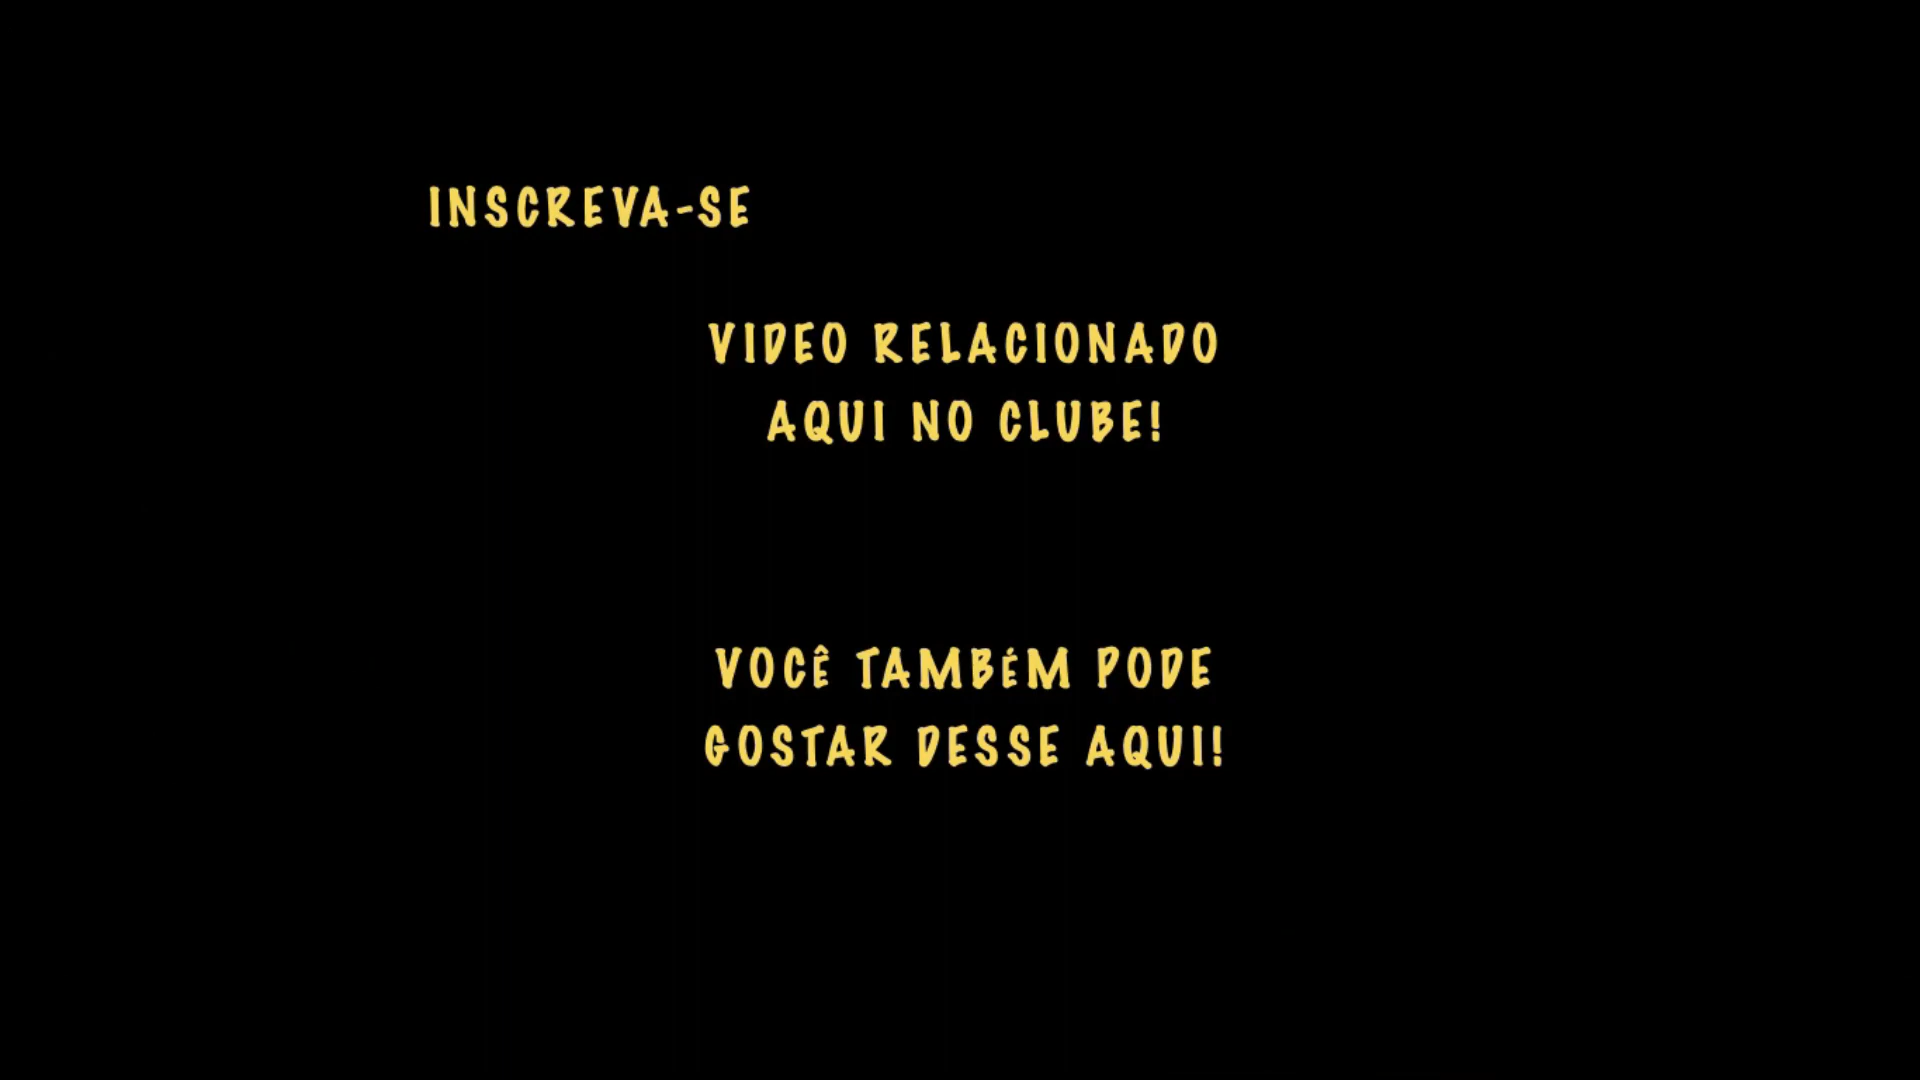 INSCREVA-SE
VIDEO RELACIONADO
AQUI NO CLUBE!
VOCÊ TAMBÉM PODE
GOSTAR DESSE AQUI!